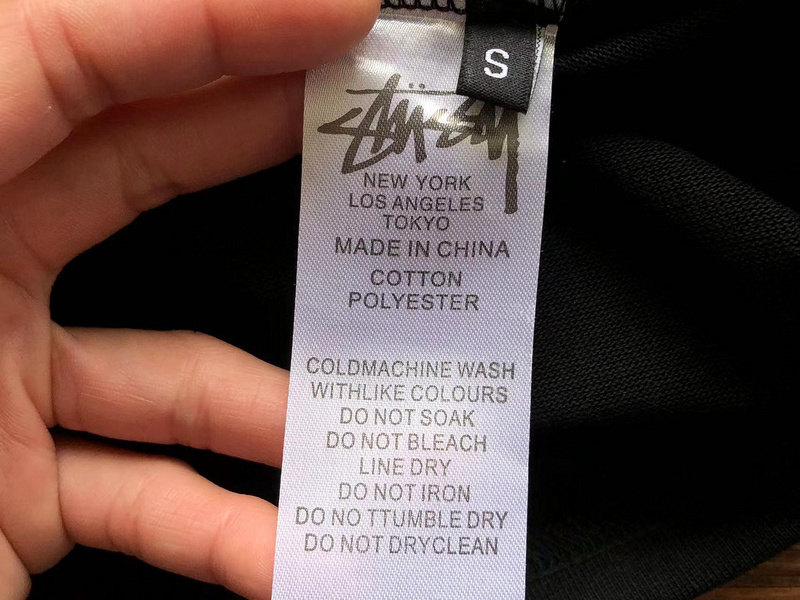 S
STÜSSY
NEW YORK
LOS ANGELES
TOKYO
MADE IN CHINA
COTTON
POLYESTER
COLDMACHINE WASH
WITHLIKE COLOURS
DO NOT SOAK
DO NOT BLEACH
LINE DRY
DO NOT IRON
DO NO TTUMBLE DRY
DO NOT DRYCLEAN